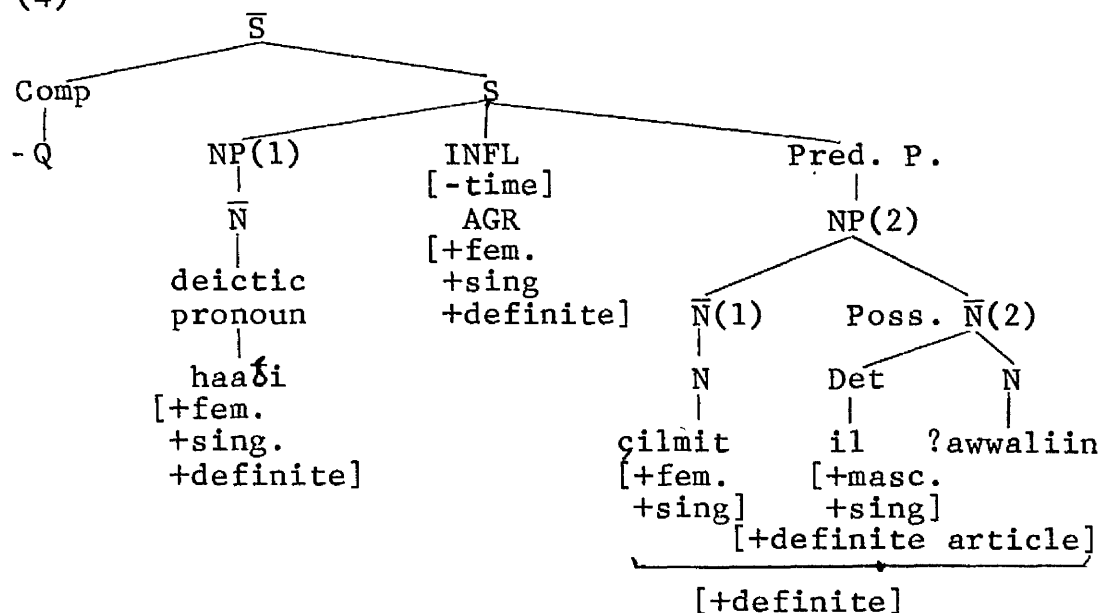 (4)
S̅
Comp S
-Q NP(1) INFL Pred. P.
[-time]
N̅ AGR NP(2)
[+fem.
deictic +sing
pronoun +definite] N̅(1) Poss. N̅(2)
haaδi N Det N
[+fem.
+sing. çilmit il ?awwaliin
+definite] [+fem. [+masc.
+sing] +sing]
[+definite article]
[+definite]